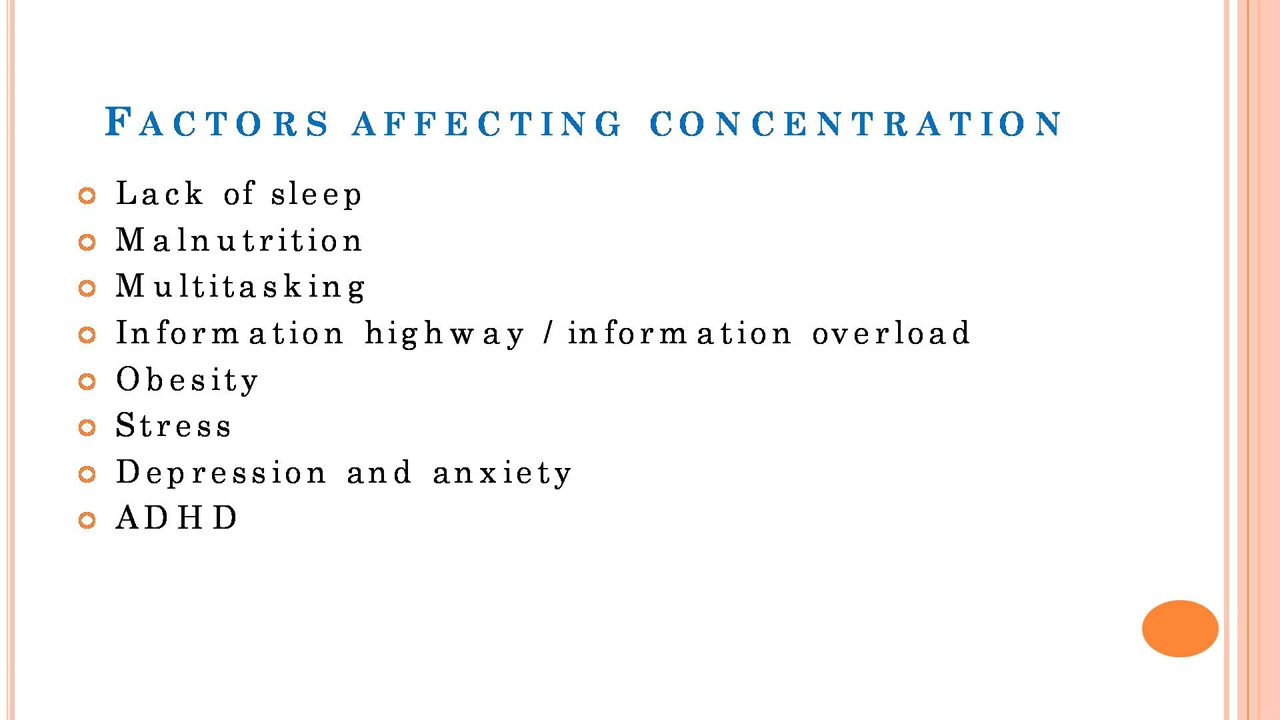 FACTORS AFFECTING CONCENTRATION
Lack of sleep
Malnutrition
Multitasking
Information highway / information overload
Obesity
Stress
Depression and anxiety
ADHD